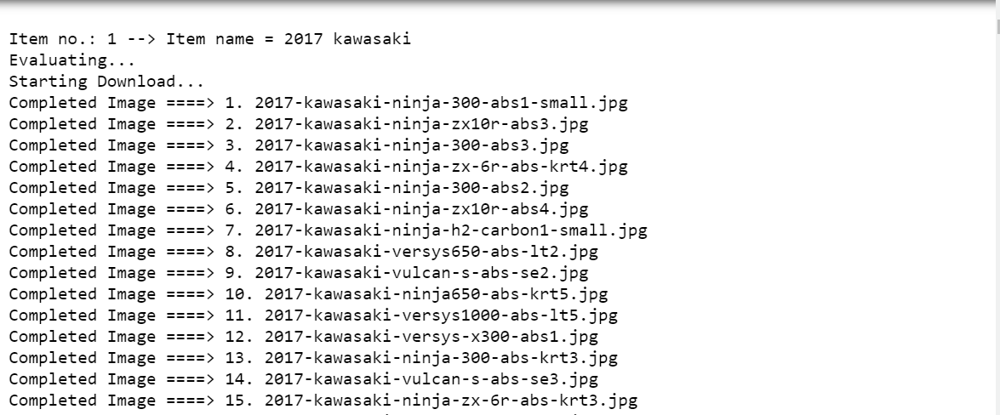 Item no.: 1 --> Item name = 2017 kawasaki
Evaluating...
Starting Download...
Completed Image ====> 1. 2017-kawasaki-ninja-300-abs1-small.jpg
Completed Image ====> 2. 2017-kawasaki-ninja-zx10r-abs3.jpg
Completed Image ====> 3. 2017-kawasaki-ninja-300-abs3.jpg
Completed Image ====> 4. 2017-kawasaki-ninja-zx-6r-abs-krt4.jpg
Completed Image ====> 5. 2017-kawasaki-ninja-300-abs2.jpg
Completed Image ====> 6. 2017-kawasaki-ninja-zx10r-abs4.jpg
Completed Image ====> 7. 2017-kawasaki-ninja-h2-carbon1-small.jpg
Completed Image ====> 8. 2017-kawasaki-versys650-abs-lt2.jpg
Completed Image ====> 9. 2017-kawasaki-vulcan-s-abs-se2.jpg
Completed Image ====> 10. 2017-kawasaki-ninja650-abs-krt5.jpg
Completed Image ====> 11. 2017-kawasaki-versys1000-abs-lt5.jpg
Completed Image ====> 12. 2017-kawasaki-versys-x300-abs1.jpg
Completed Image ====> 13. 2017-kawasaki-ninja-300-abs-krt3.jpg
Completed Image ====> 14. 2017-kawasaki-vulcan-s-abs-se3.jpg
Completed Image ====> 15. 2017-kawasaki-ninja-zx-6r-abs-krt3.jpg